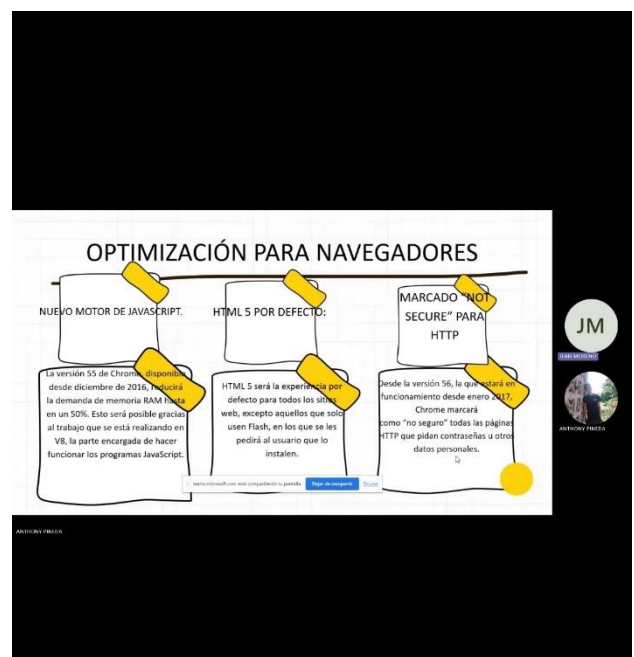 OPTIMIZACIÓN PARA NAVEGADORES
NUEVO MOTOR DE JAVASCRIPT.
La versión 55 de Chrome, disponible
desde diciembre de 2016, reducirá
la demanda de memoria RAM hasta
en un 50%. Esto será posible gracias
al trabajo que se está realizando en
V8, la parte encargada de hacer
funcionar los programas JavaScript.
HTML 5 POR DEFECTO:
HTML 5 será la experiencia por
defecto para todos los sitios
web, excepto aquellos que solo
usen Flash, en los que se les
pedirá al usuario que lo
instalen.
MARCADO “NOT
SECURE” PARA
HTTP
Desde la versión 56, la que estará en
funcionamiento desde enero 2017,
Chrome marcará
como “no seguro” todas las páginas
HTTP que pidan contraseñas u otros
datos personales.
teams.microsoft.com está compartiendo tu pantalla. Dejar de compartir Ocultar
JM
JEAN MORENO
ANTHONY PINEDA
ANTHONY PINEDA